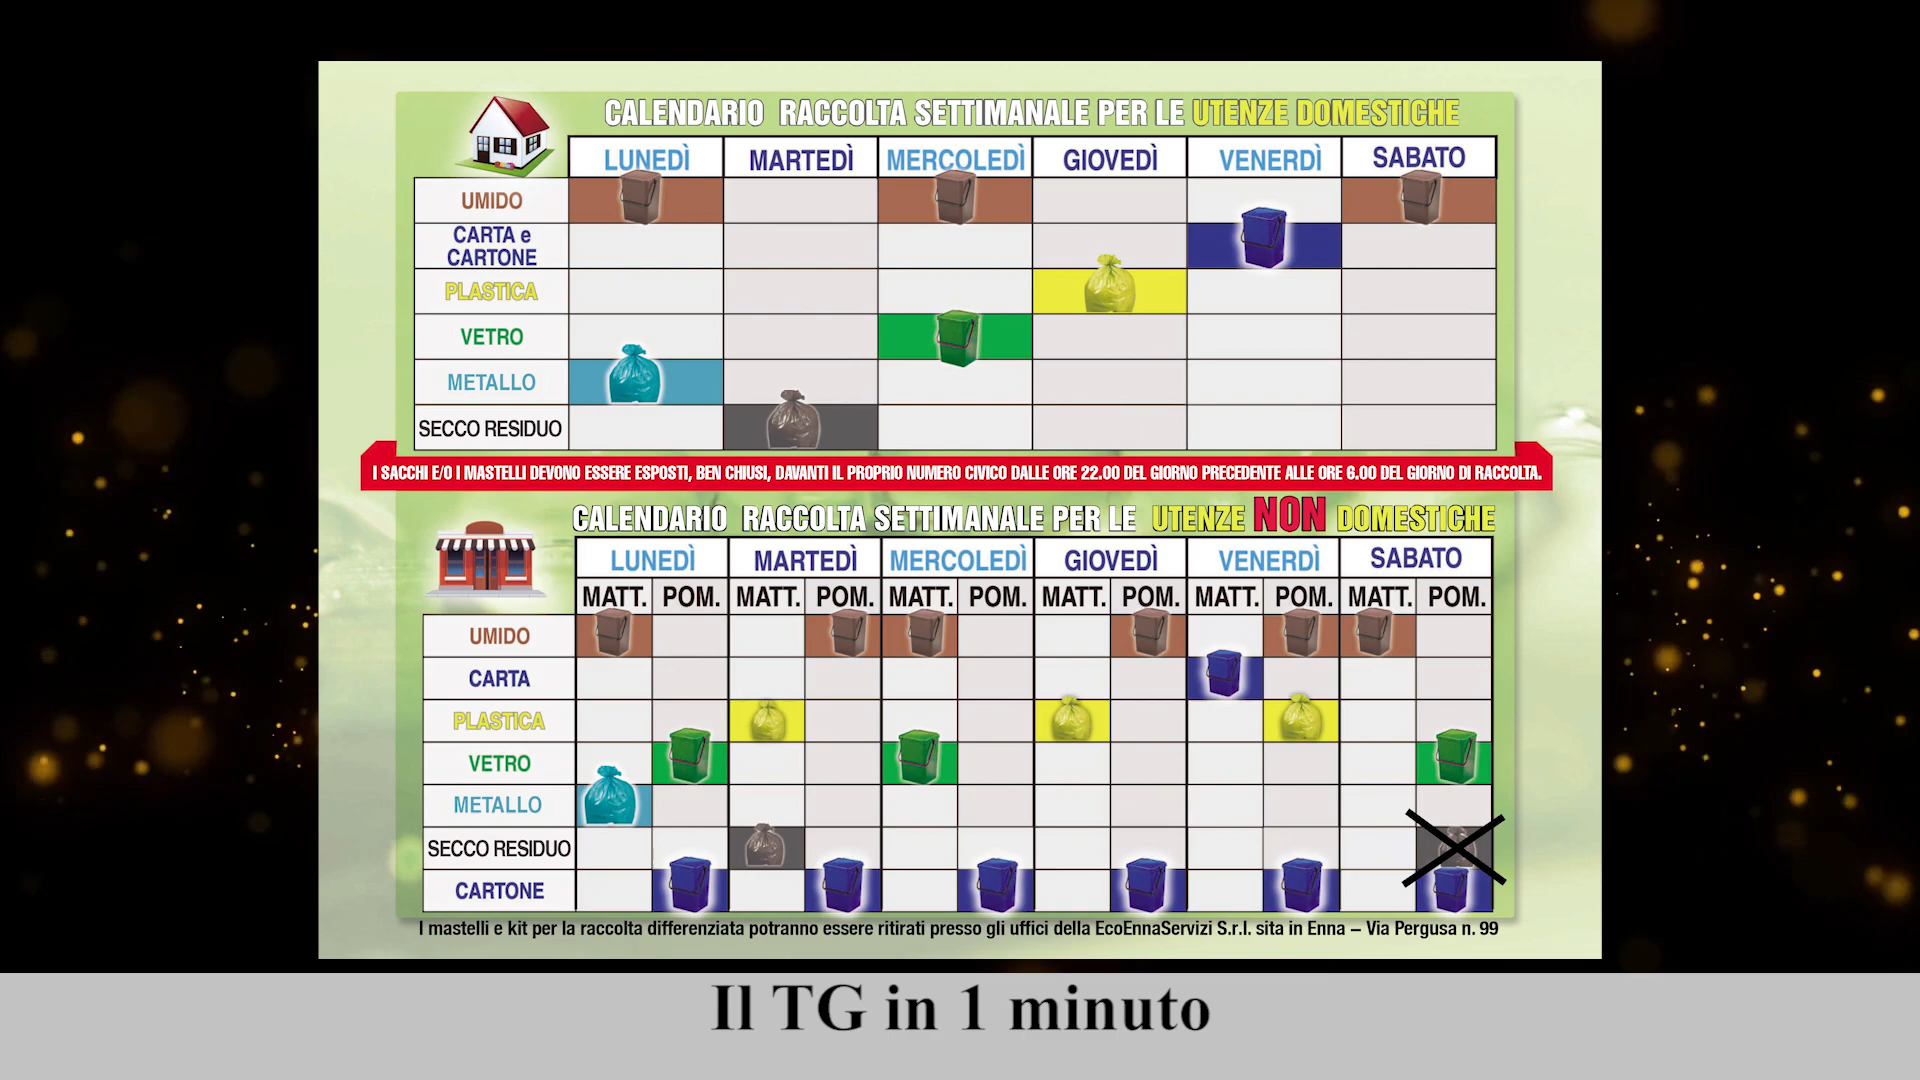 CALENDARIO RACCOLTA SETTIMANALE PER LE UTENZE DOMESTICHE
LUNEDÌ MARTEDÌ MERCOLEDÌ GIOVEDÌ VENERDÌ SABATO
UMIDO
CARTA e
CARTONE
PLASTICA
VETRO
METALLO
SECCO RESIDUO
I SACCHI E/O I MASTELLI DEVONO ESSERE ESPOSTI, BEN CHIUSI, DAVANTI IL PROPRIO NUMERO CIVICO DALLE ORE 22.00 DEL GIORNO PRECEDENTE ALLE ORE 6.00 DEL GIORNO DI RACCOLTA.
CALENDARIO RACCOLTA SETTIMANALE PER LE UTENZE NON DOMESTICHE
LUNEDÌ MARTEDÌ MERCOLEDÌ GIOVEDÌ VENERDÌ SABATO
MATT. POM. MATT. POM. MATT. POM. MATT. POM. MATT. POM. MATT. POM.
UMIDO
CARTA
PLASTICA
VETRO
METALLO
SECCO RESIDUO
CARTONE
I mastelli e kit per la raccolta differenziata potranno essere ritirati presso gli uffici della EcoEnnaServizi S.r.l. sita in Enna – Via Pergusa n. 99
Il TG in 1 minuto